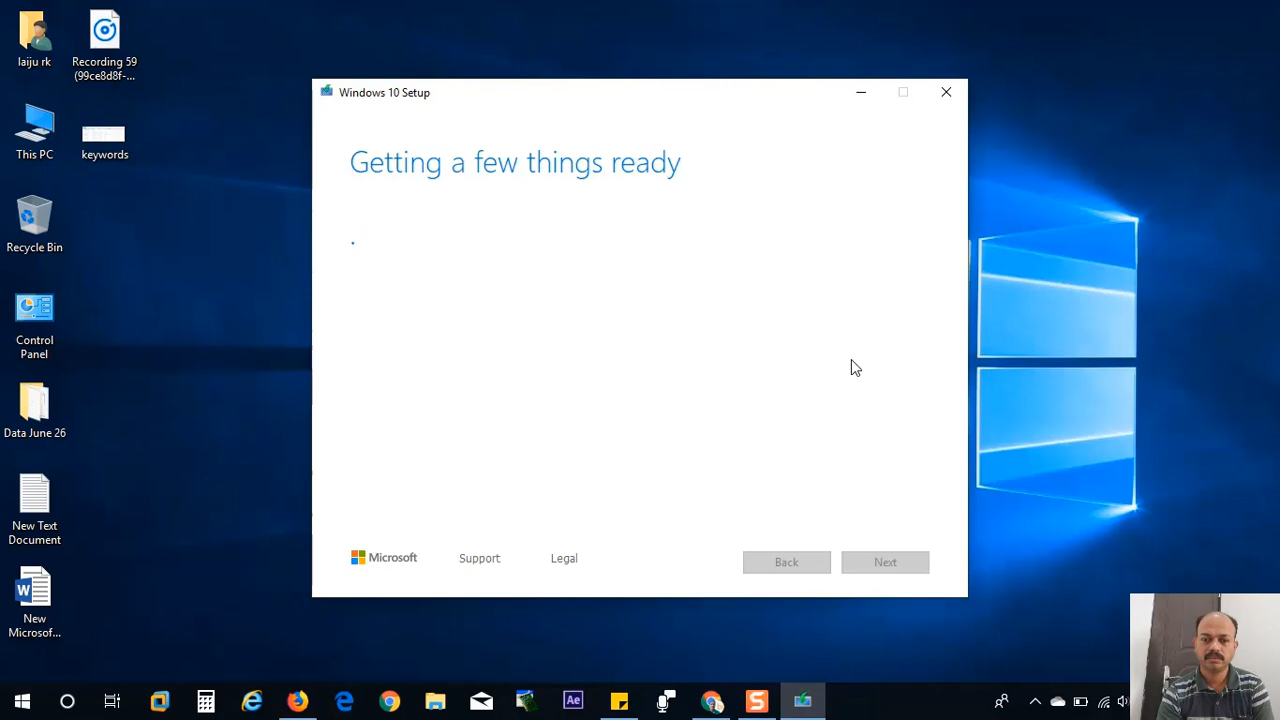 laiju rk
Recording 59
(99ce8d8f-...
This PC
keywords
Recycle Bin
Control
Panel
Data June 26
New Text
Document
New
Microsof...
Windows 10 Setup
Getting a few things ready
Microsoft
Support
Legal
Back
Next
Ae
S